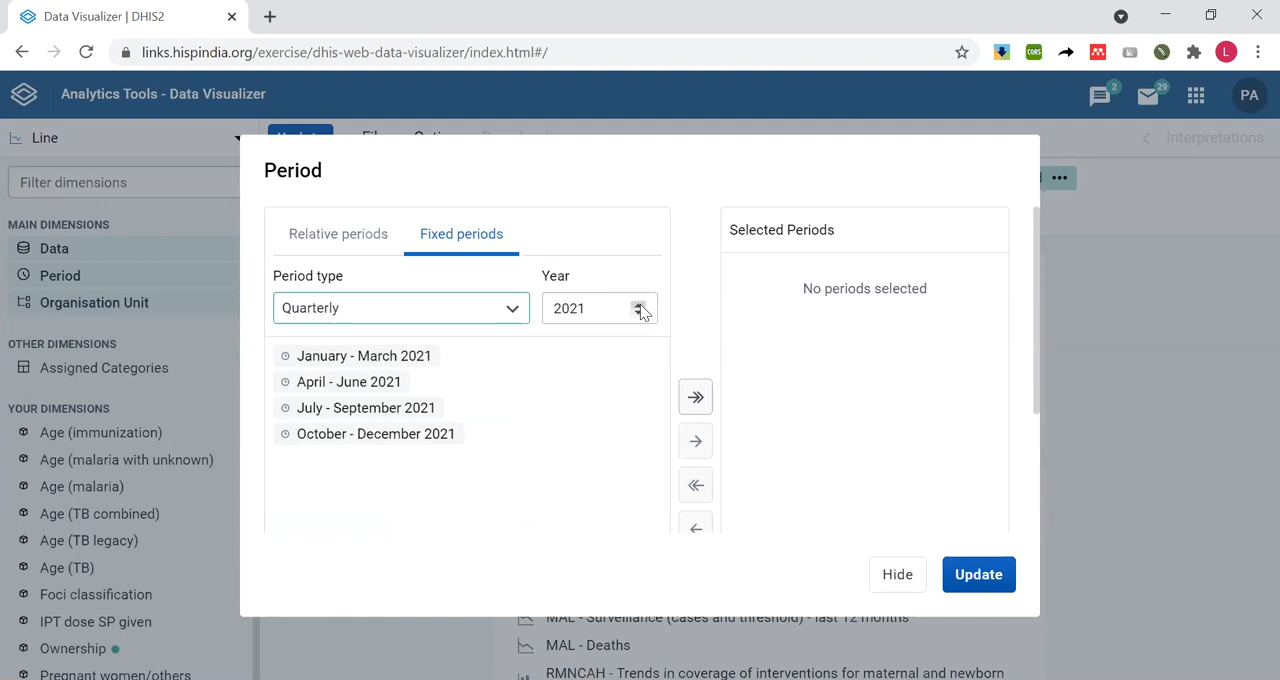 Data Visualizer | DHIS2
links.hispindia.org/exercise/dhis-web-data-visualizer/index.html#/
CORS
L
Analytics Tools - Data Visualizer
2
29
PA
Line
Interpretations
Filter dimensions
MAIN DIMENSIONS
Data
Period
Organisation Unit
OTHER DIMENSIONS
Assigned Categories
YOUR DIMENSIONS
Age (immunization)
Age (malaria with unknown)
Age (malaria)
Age (TB combined)
Age (TB legacy)
Age (TB)
Foci classification
IPT dose SP given
Ownership
Pregnant women/others
Period
Relative periods
Fixed periods
Period type
Year
Quarterly
2021
January - March 2021
April - June 2021
July - September 2021
October - December 2021
Selected Periods
No periods selected
Hide
Update
MAL - Surveillance (cases and threshold) - last 12 months
MAL - Deaths
RMNCAH - Trends in coverage of interventions for maternal and newborn